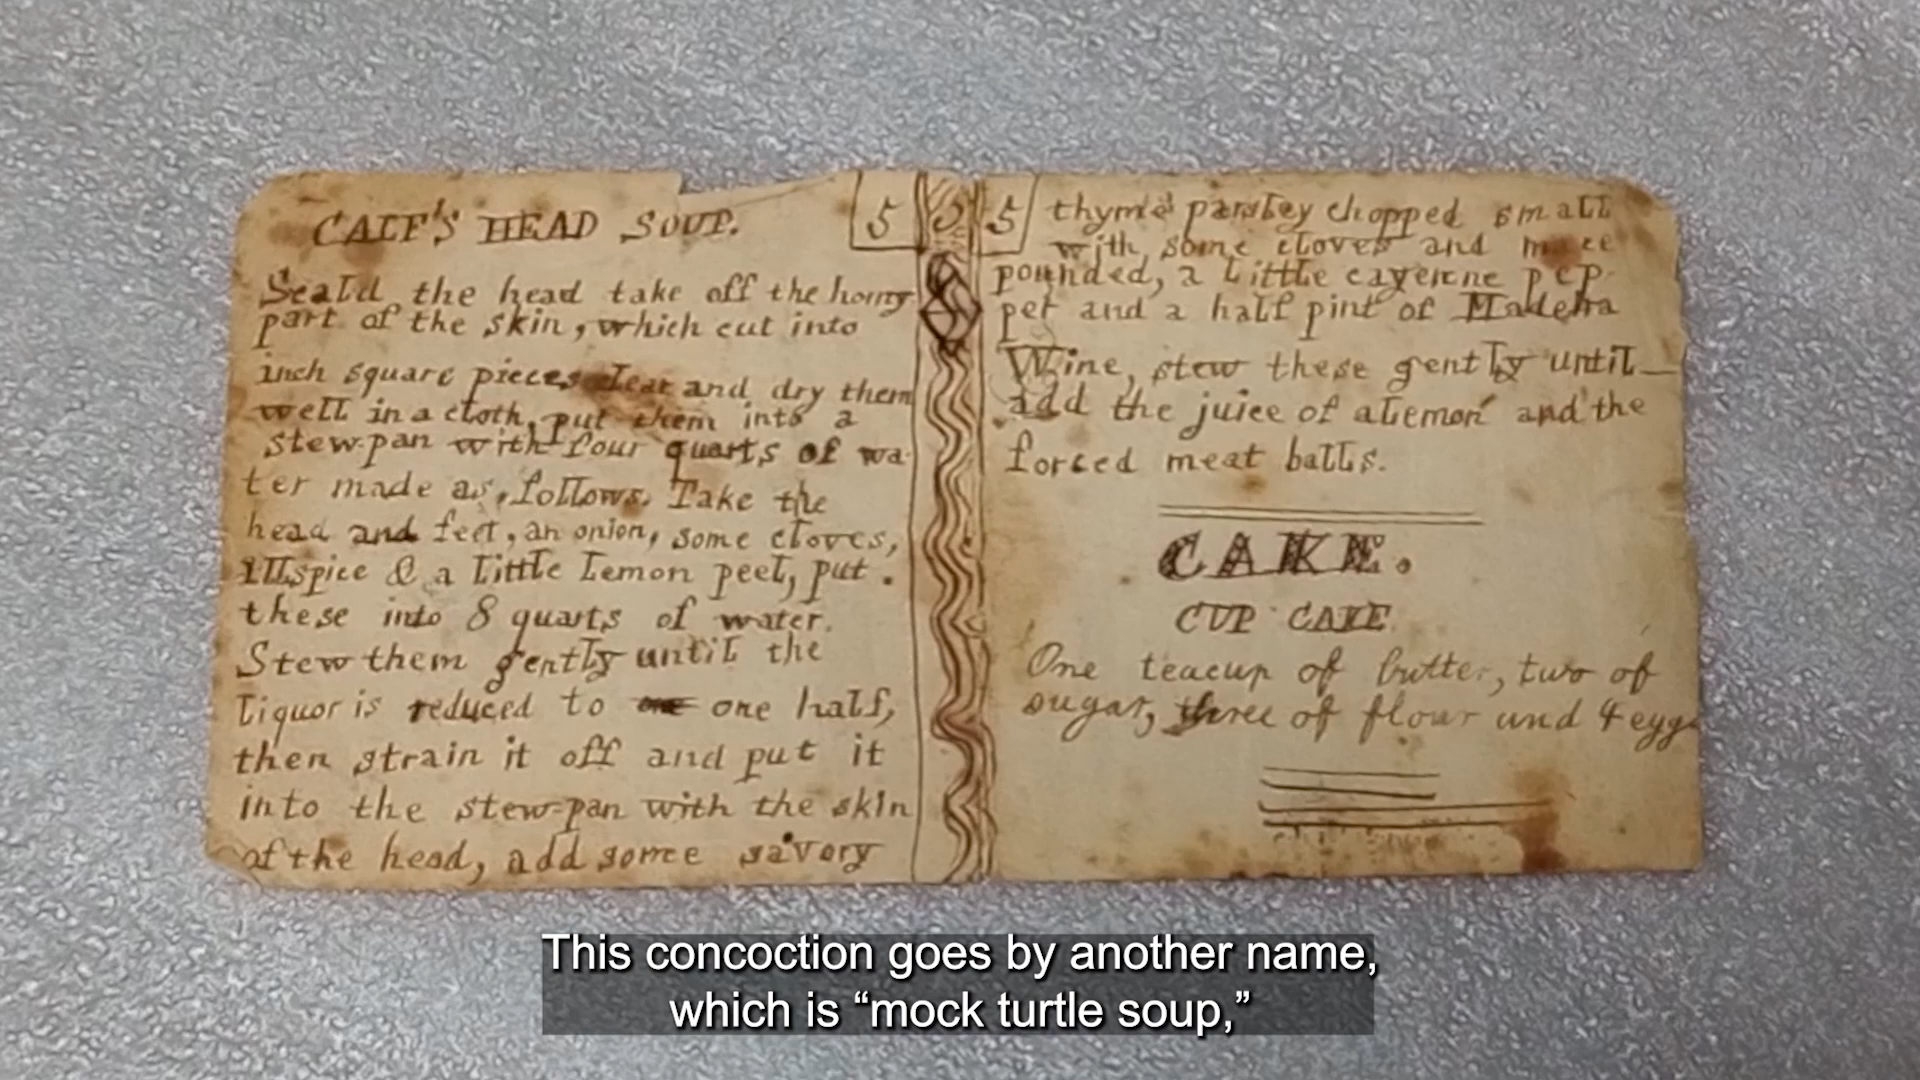 CALF'S HEAD SOUP.
5
Scald the head take off the horny
part of the skin, which cut into
inch square pieces clear and dry them
well in a cloth, put them into a
stew-pan with four quarts of wa-
ter made as follows. Take the
head and feet, an onion, some cloves,
Allspice & a little lemon peel, put
these into 8 quarts of water.
Stew them gently until the
liquor is reduced to one half,
then strain it off and put it
into the stew-pan with the skin
of the head, add some savory
5
5
thyme parsley chopped small
with some cloves and mace
pounded, a little cayenne pep-
per and a half pint of Madeira
Wine, stew these gently until
add the juice of a lemon and the
forced meat balls.
CAKE.
CUP CAKE
One teacup of butter, two of
sugar, three of flour and 4 eggs
This concoction goes by another name,
which is “mock turtle soup,”